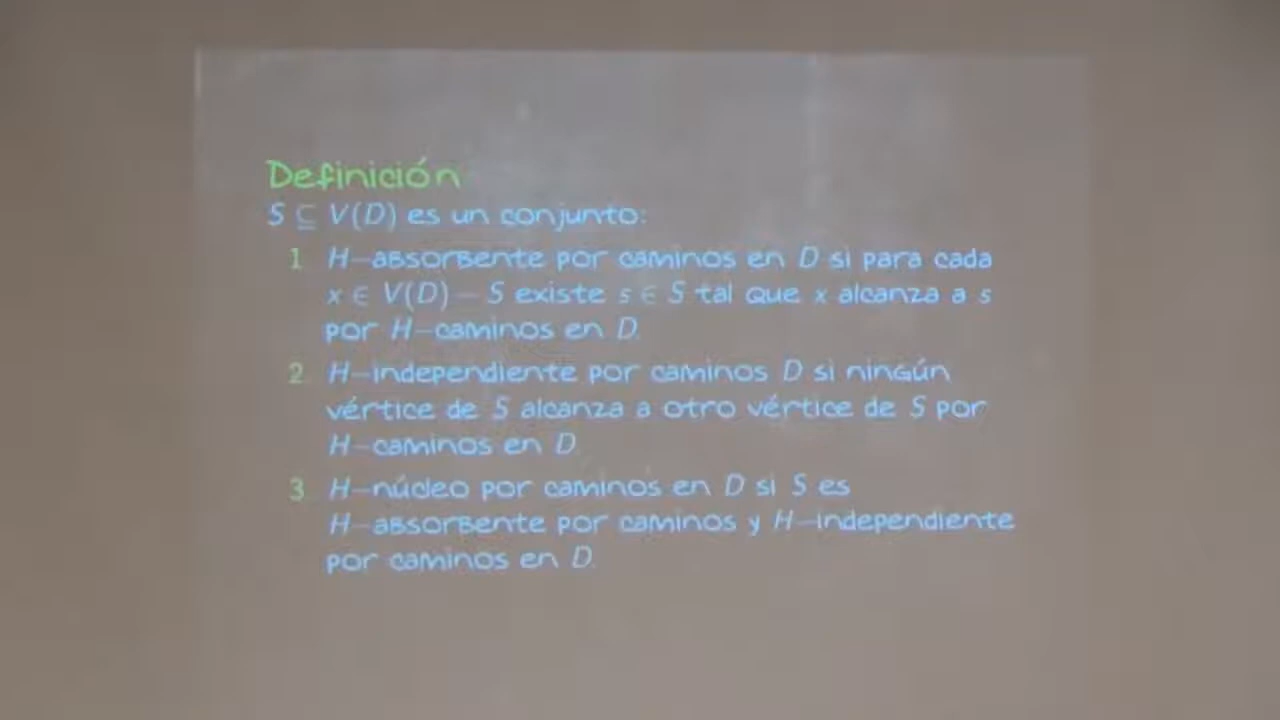 Definición
S ⊆ V(D) es un conjunto:
1 H-absorbente por caminos en D si para cada
x ∈ V(D) − S existe s ∈ S tal que x alcanza a s
por H-caminos en D.
2 H-independiente por caminos D si ningún
vértice de S alcanza a otro vértice de S por
H-caminos en D.
3 H-núcleo por caminos en D si S es
H-absorbente por caminos y H-independiente
por caminos en D.